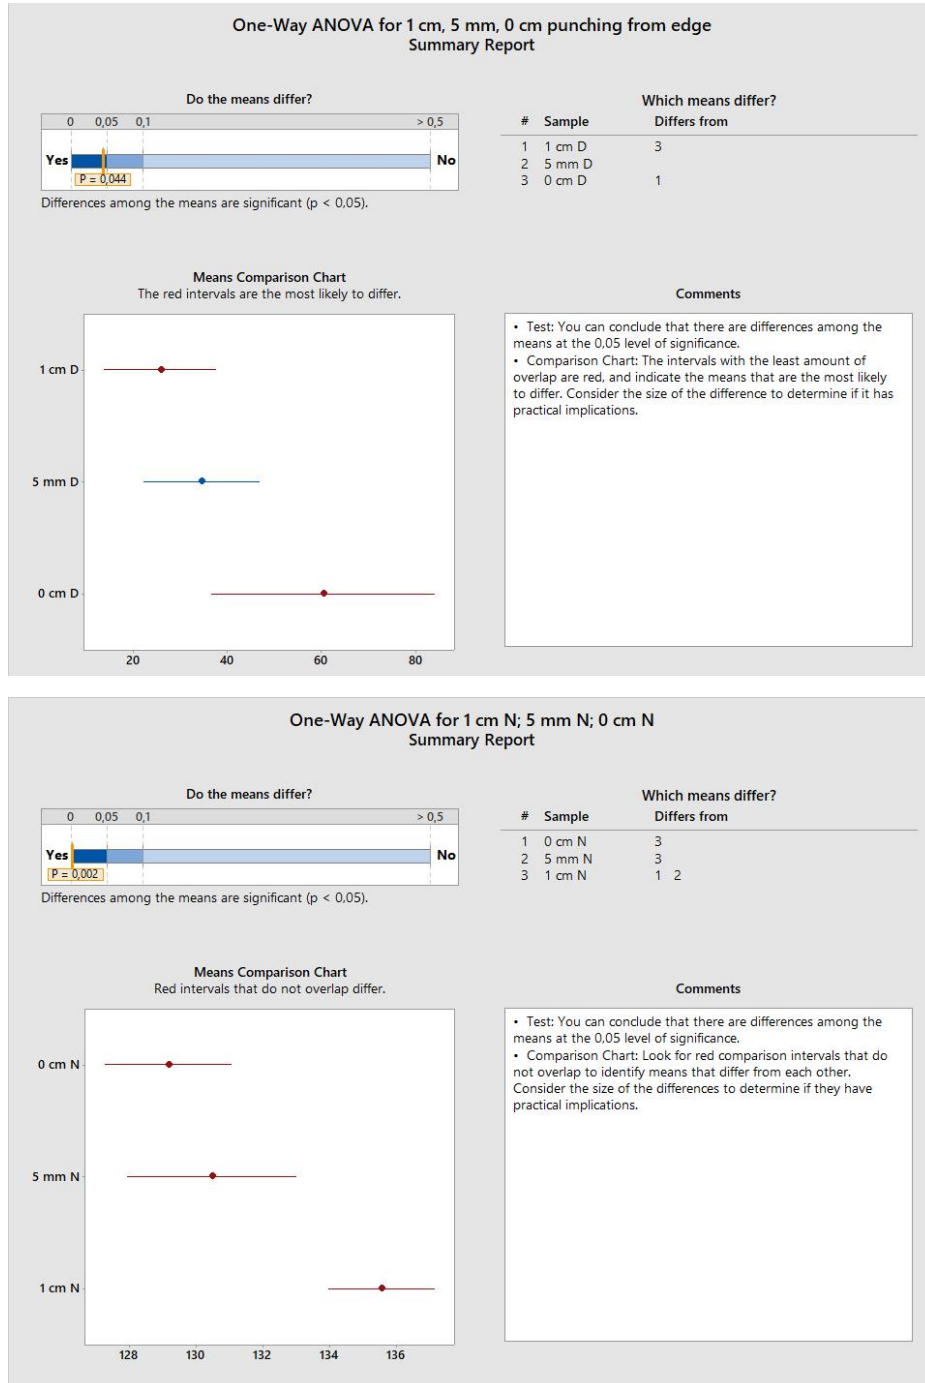 One-Way ANOVA for 1 cm, 5 mm, 0 cm punching from edge
Summary Report
Do the means differ?
0 0,05 0,1 > 0,5
Yes No
P = 0,044
Differences among the means are significant (p < 0,05).
Which means differ?
# Sample Differs from
1 1 cm D 3
2 5 mm D
3 0 cm D 1
Means Comparison Chart
The red intervals are the most likely to differ.
1 cm D
5 mm D
0 cm D
20 40 60 80
Comments
• Test: You can conclude that there are differences among the
means at the 0,05 level of significance.
• Comparison Chart: The intervals with the least amount of
overlap are red, and indicate the means that are the most likely
to differ. Consider the size of the difference to determine if it has
practical implications.
One-Way ANOVA for 1 cm N; 5 mm N; 0 cm N
Summary Report
Do the means differ?
0 0,05 0,1 > 0,5
Yes No
P = 0,002
Differences among the means are significant (p < 0,05).
Which means differ?
# Sample Differs from
1 0 cm N 3
2 5 mm N 3
3 1 cm N 1 2
Means Comparison Chart
Red intervals that do not overlap differ.
0 cm N
5 mm N
1 cm N
128 130 132 134 136
Comments
• Test: You can conclude that there are differences among the
means at the 0,05 level of significance.
• Comparison Chart: Look for red comparison intervals that do
not overlap to identify means that differ from each other.
Consider the size of the differences to determine if they have
practical implications.